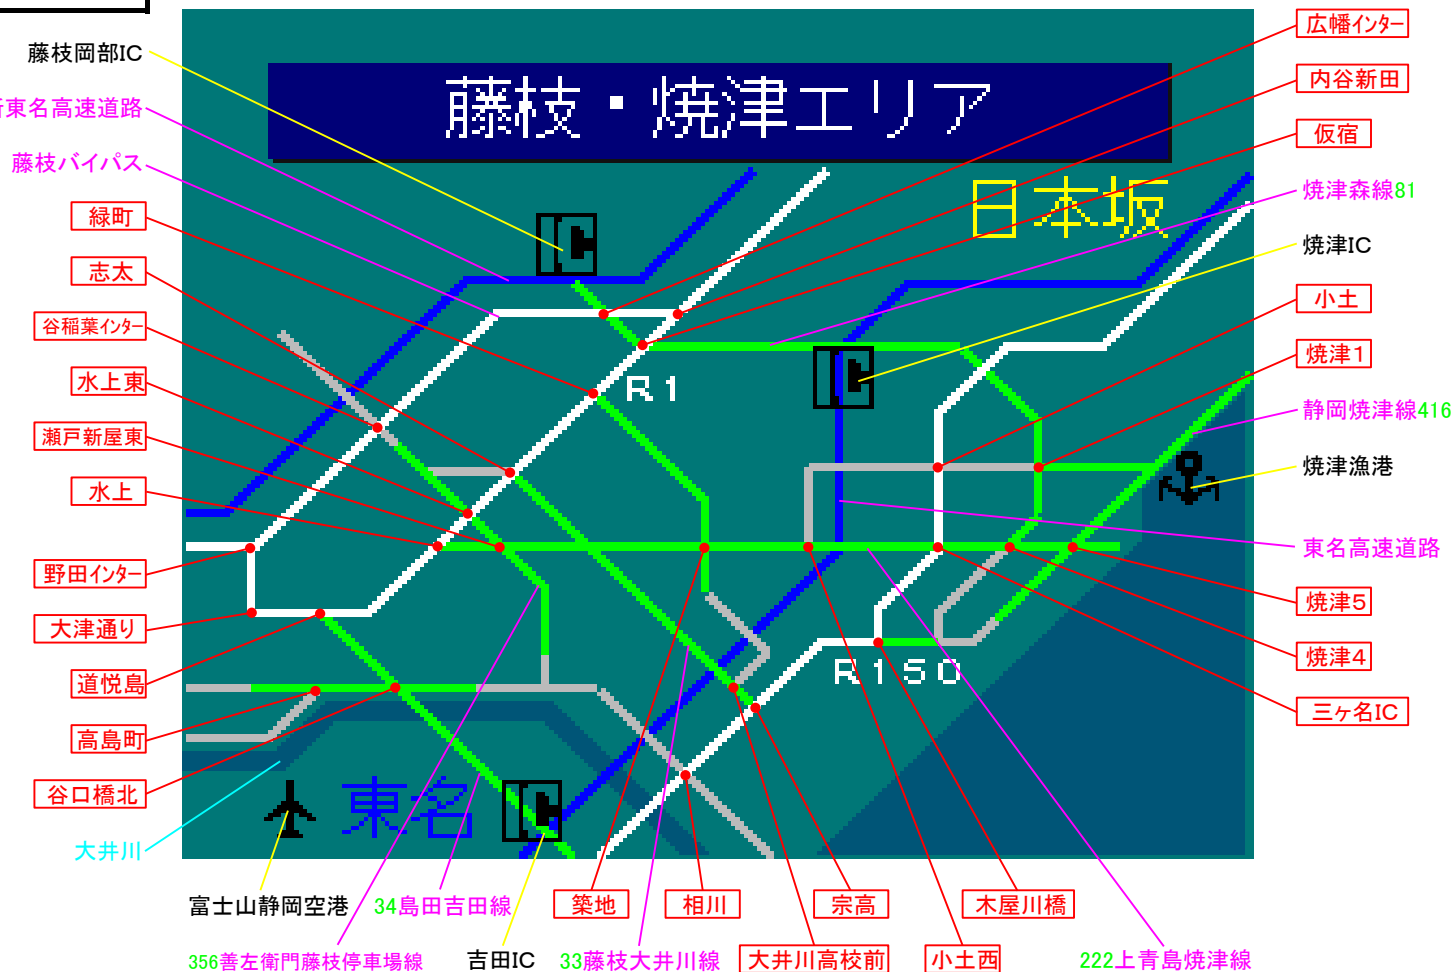 藤枝・焼津エリア
日本坂
R1
R150
東名
藤枝岡部IC
新東名高速道路
藤枝バイパス
緑町
志太
谷稲葉インター
水上東
瀬戸新屋東
水上
野田インター
大津通り
道悦島
高島町
谷口橋北
大井川
広幡インター
内谷新田
仮宿
焼津森線81
焼津IC
小土
焼津1
静岡焼津線416
焼津漁港
東名高速道路
焼津5
焼津4
三ヶ名IC
富士山静岡空港
34島田吉田線
築地
相川
宗高
木屋川橋
356善左衛門藤枝停車場線
吉田IC
33藤枝大井川線
大井川高校前
小土西
222上青島焼津線